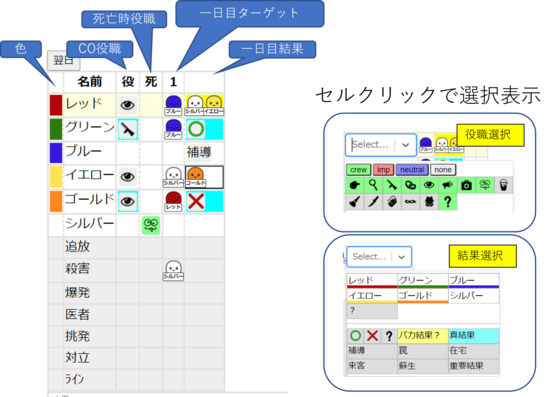 一日目ターゲット
死亡時役職
色
CO役職
一日目結果
翌日
名前 役 死 1
レッド ブルー シルバー イエロー
グリーン ブルー
ブルー 補導
イエロー シルバー ゴールド
ゴールド レッド
シルバー
追放
殺害 シルバー
爆発
医者
挑発
対立
ライン
セルクリックで選択表示
Select...
役職選択
ブルー シルバー イエロー
crew imp neutral none
?
Select...
結果選択
レッド グリーン ブルー
イエロー ゴールド シルバー
?
? バカ結果? 真結果
補導 罠 在宅
来客 蘇生 重要結果